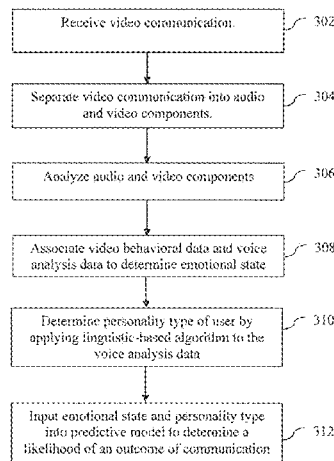 Receive video communication.
302
Separate video communication into audio
and video components.
304
Analyze audio and video components
306
Associate video behavioral data and voice
analysis data to determine emotional state
308
Determine personality type of user by
applying linguistic-based algorithm to the
voice analysis data
310
Input emotional state and personality type
into predictive model to determine a
likelihood of an outcome of communication
312